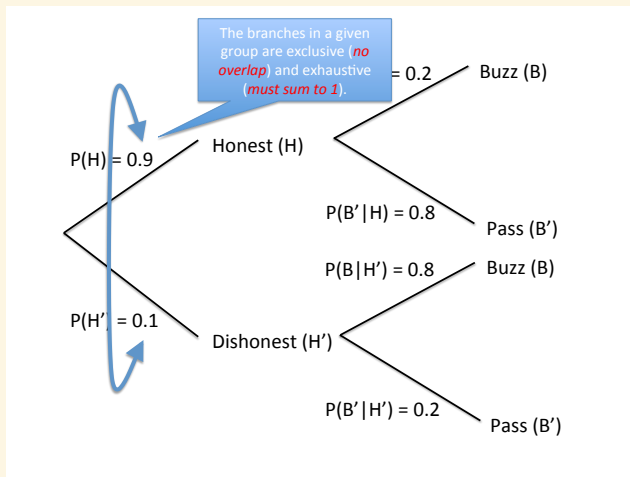 The branches in a given
group are exclusive (no
overlap) and exhaustive
(must sum to 1).
= 0.2
Buzz (B)
P(H) = 0.9
Honest (H)
P(B'|H) = 0.8
Pass (B')
P(B|H') = 0.8
Buzz (B)
P(H') = 0.1
Dishonest (H')
P(B'|H') = 0.2
Pass (B')